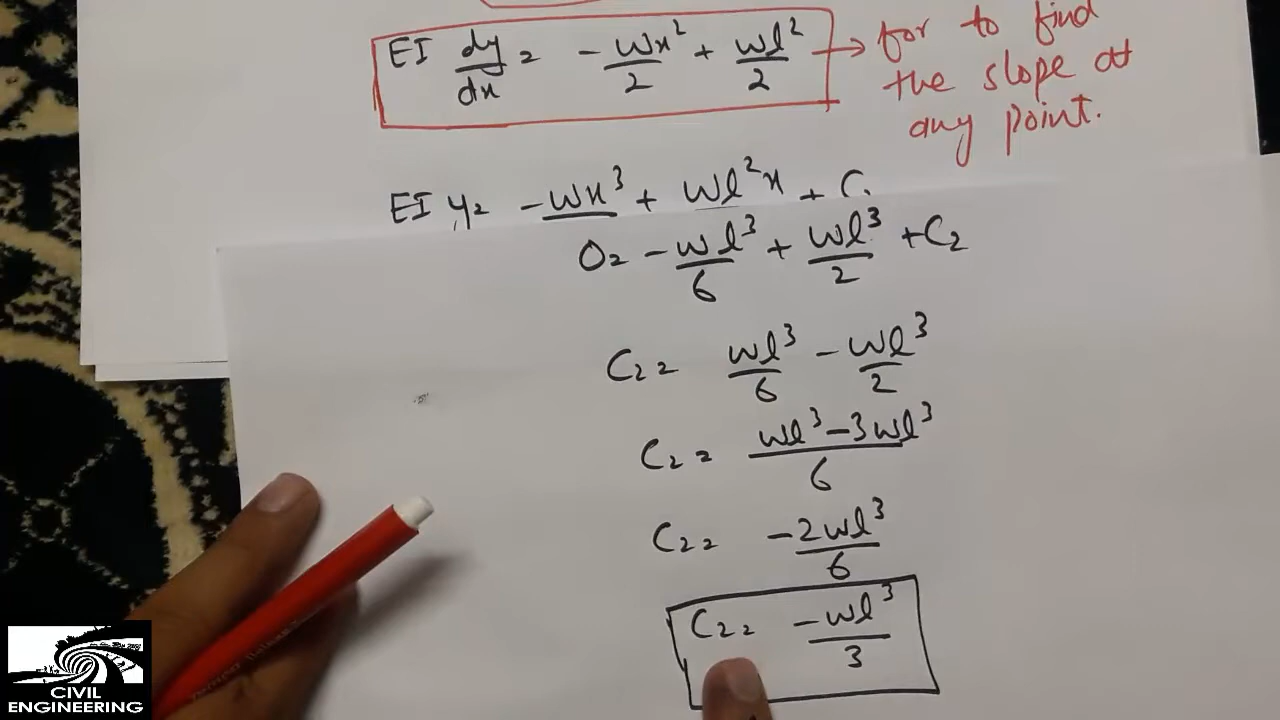 EI dy/dx = -wx²/2 + wl²/2 → for to find
the slope at
any point.
EI y = -wx³ + wl²x + C
0 = -wl³/6 + wl³/2 + C₂
C₂ = wl³/6 - wl³/2
C₂ = wl³-3wl³/6
C₂ = -2wl³/6
C₂ = -wl³/3
CIVIL
ENGINEERING